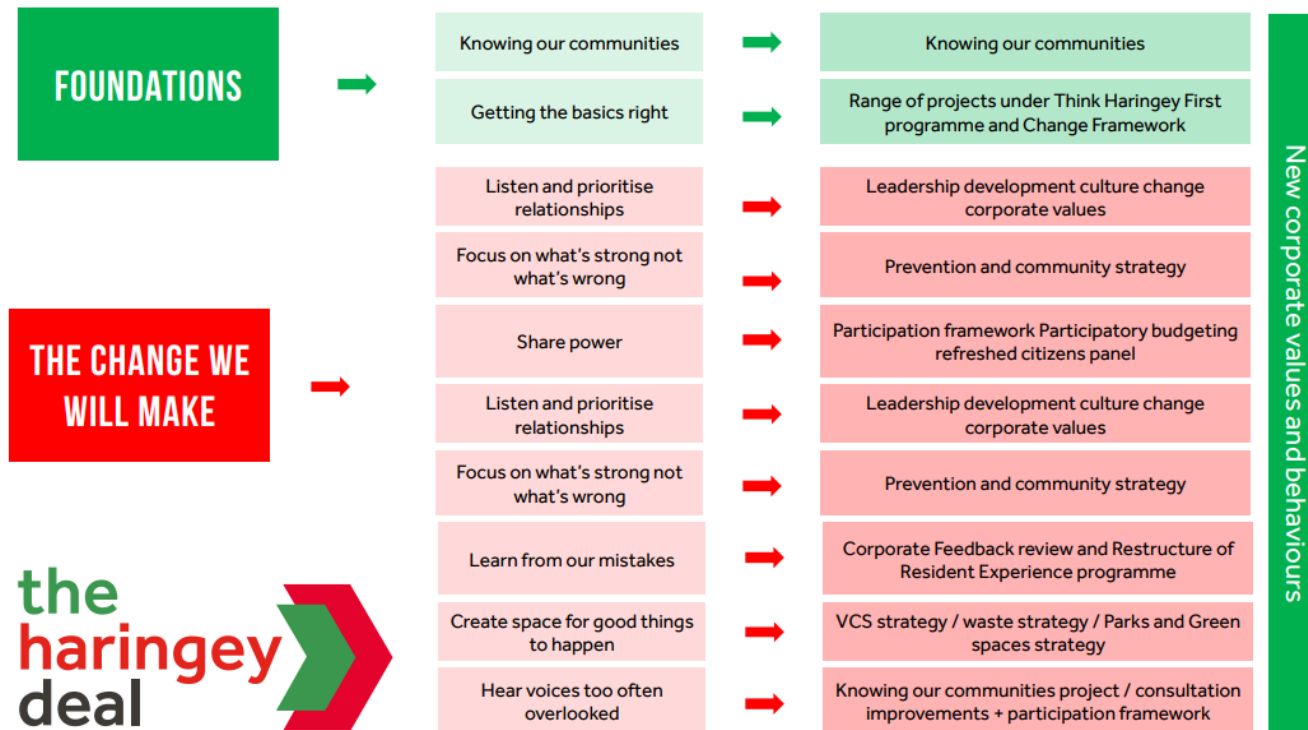 FOUNDATIONS
Knowing our communities
Knowing our communities
Getting the basics right
Range of projects under Think Haringey First
programme and Change Framework
THE CHANGE WE
WILL MAKE
Listen and prioritise
relationships
Leadership development culture change
corporate values
Focus on what's strong not
what's wrong
Prevention and community strategy
Share power
Participation framework Participatory budgeting
refreshed citizens panel
Listen and prioritise
relationships
Leadership development culture change
corporate values
Focus on what's strong not
what's wrong
Prevention and community strategy
Learn from our mistakes
Corporate Feedback review and Restructure of
Resident Experience programme
Create space for good things
to happen
VCS strategy / waste strategy / Parks and Green
spaces strategy
Hear voices too often
overlooked
Knowing our communities project / consultation
improvements + participation framework
New corporate values and behaviours
the
haringey
deal